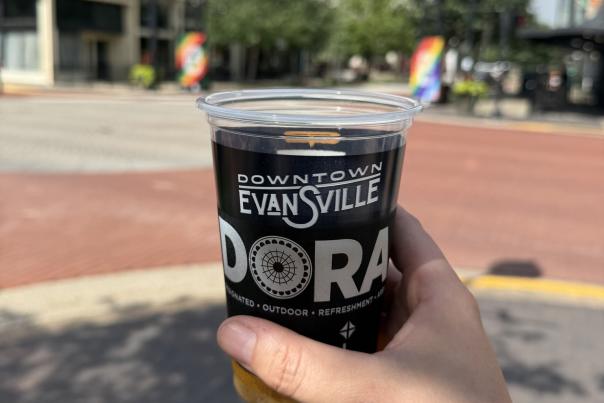 DOWNTOWN
EVANSVILLE
DORA
OUTDOOR • REFRESHMENT •